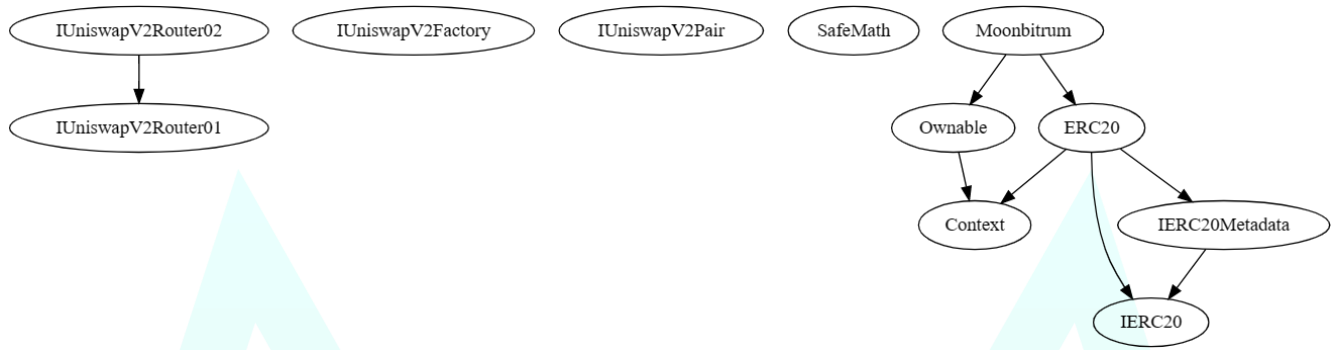 IUniswapV2Router02
IUniswapV2Factory
IUniswapV2Pair
SafeMath
Moonbitrum
IUniswapV2Router01
Ownable
ERC20
Context
IERC20Metadata
IERC20